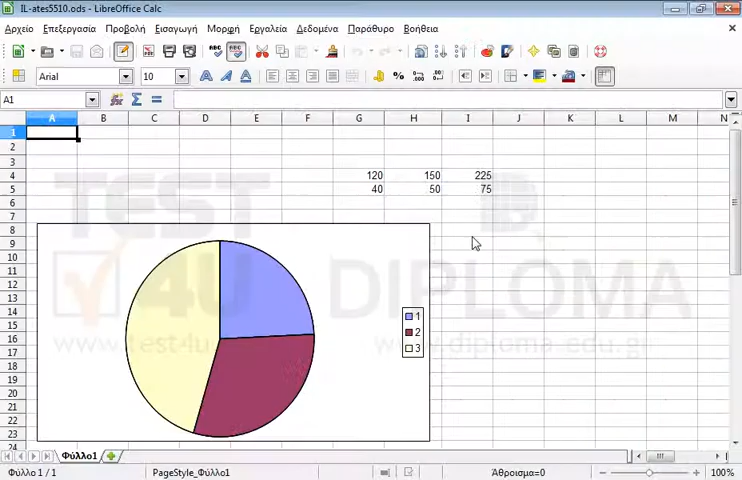 IL-ates5510.ods - LibreOffice Calc
Αρχείο Επεξεργασία Προβολή Εισαγωγή Μορφή Εργαλεία Δεδομένα Παράθυρο Βοήθεια
Arial 10
A1
A B C D E F G H I J K L M N
1
2
3
4 120 150 225
5 40 50 75
6
7
8
9
10
11
12
13
14
15
16
17
18
19
20
21
22
23
24
1
2
3
TEST
4U
DIPLOMA
www.test4u. www.diploma.edu.gr
Φύλλο1
Φύλλο 1 / 1 PageStyle_Φύλλο1 Άθροισμα=0 100%